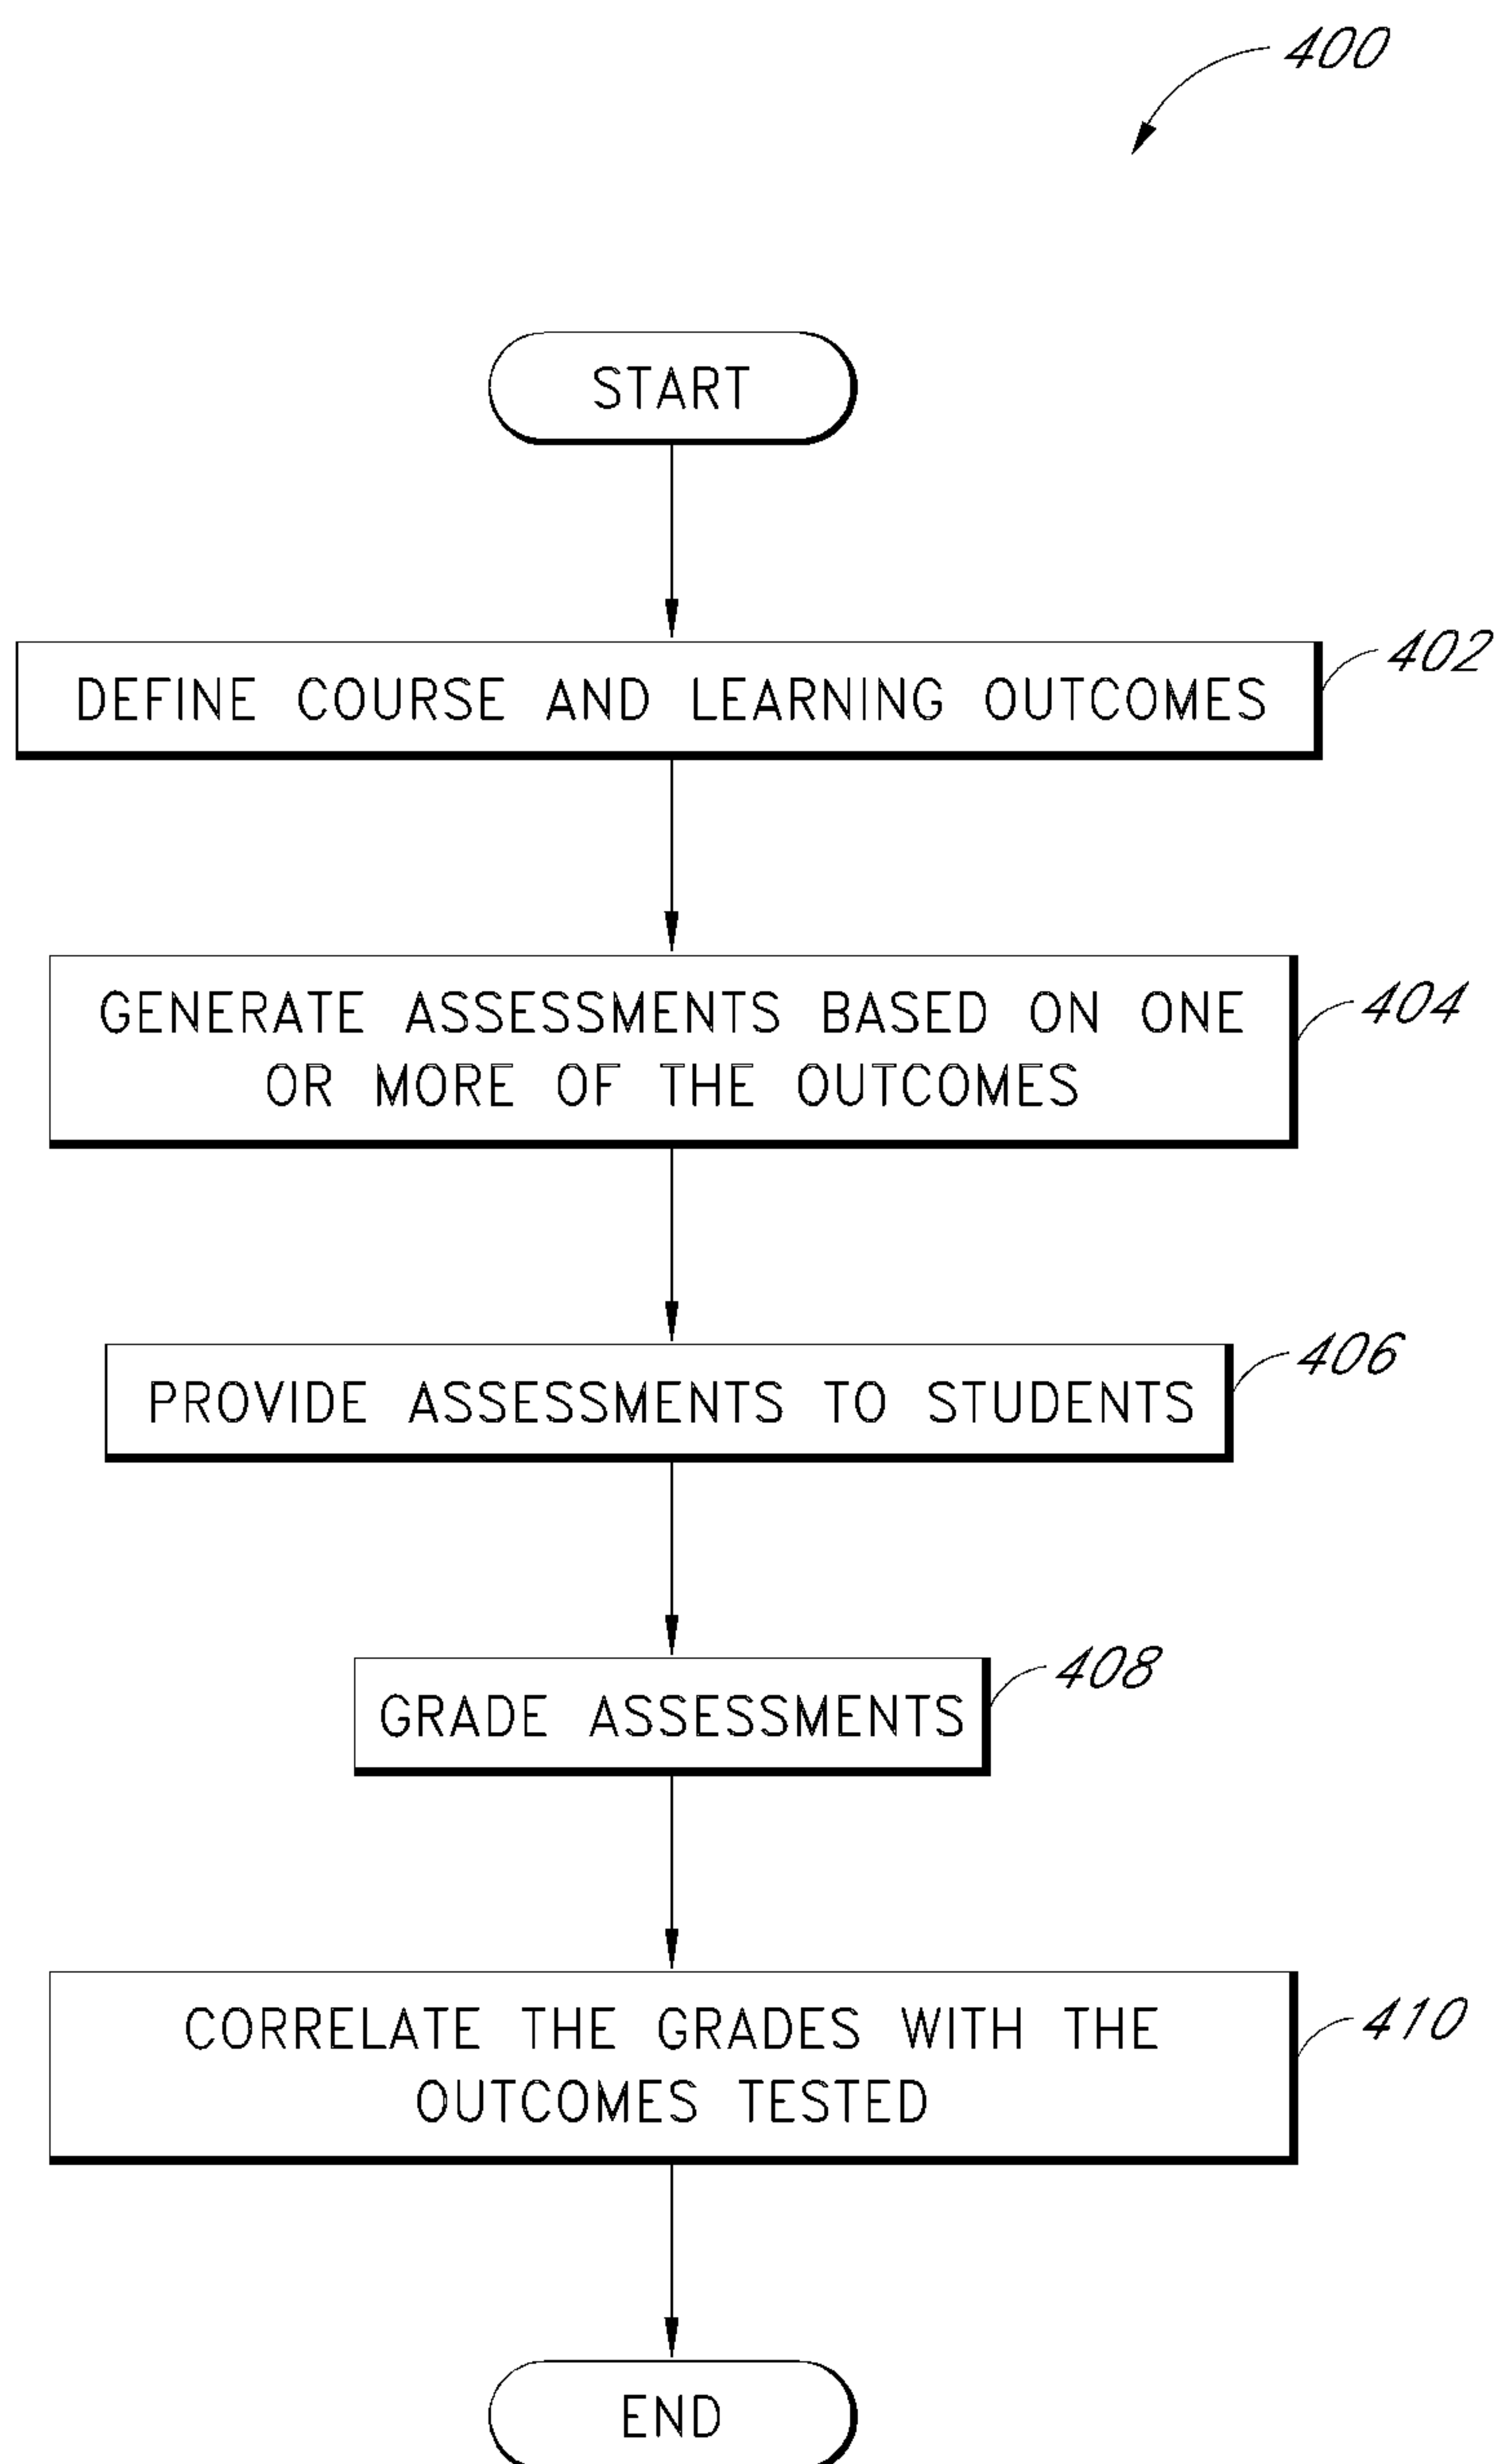 400
START
DEFINE COURSE AND LEARNING OUTCOMES
402
GENERATE ASSESSMENTS BASED ON ONE
OR MORE OF THE OUTCOMES
404
PROVIDE ASSESSMENTS TO STUDENTS
406
GRADE ASSESSMENTS
408
CORRELATE THE GRADES WITH THE
OUTCOMES TESTED
410
END